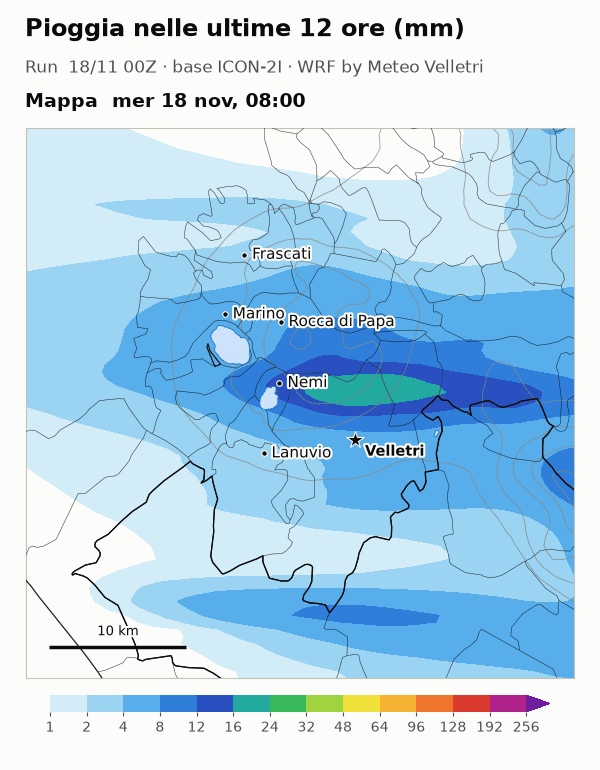 Pioggia nelle ultime 12 ore (mm)
Run  18/11 00Z · base ICON-2I · WRF by Meteo Velletri
Mappa  mer 18 nov, 08:00
Frascati
Marino
Rocca di Papa
Nemi
Velletri
Lanuvio
10 km
1 2 4 8 12 16 24 32 48 64 96 128 192 256